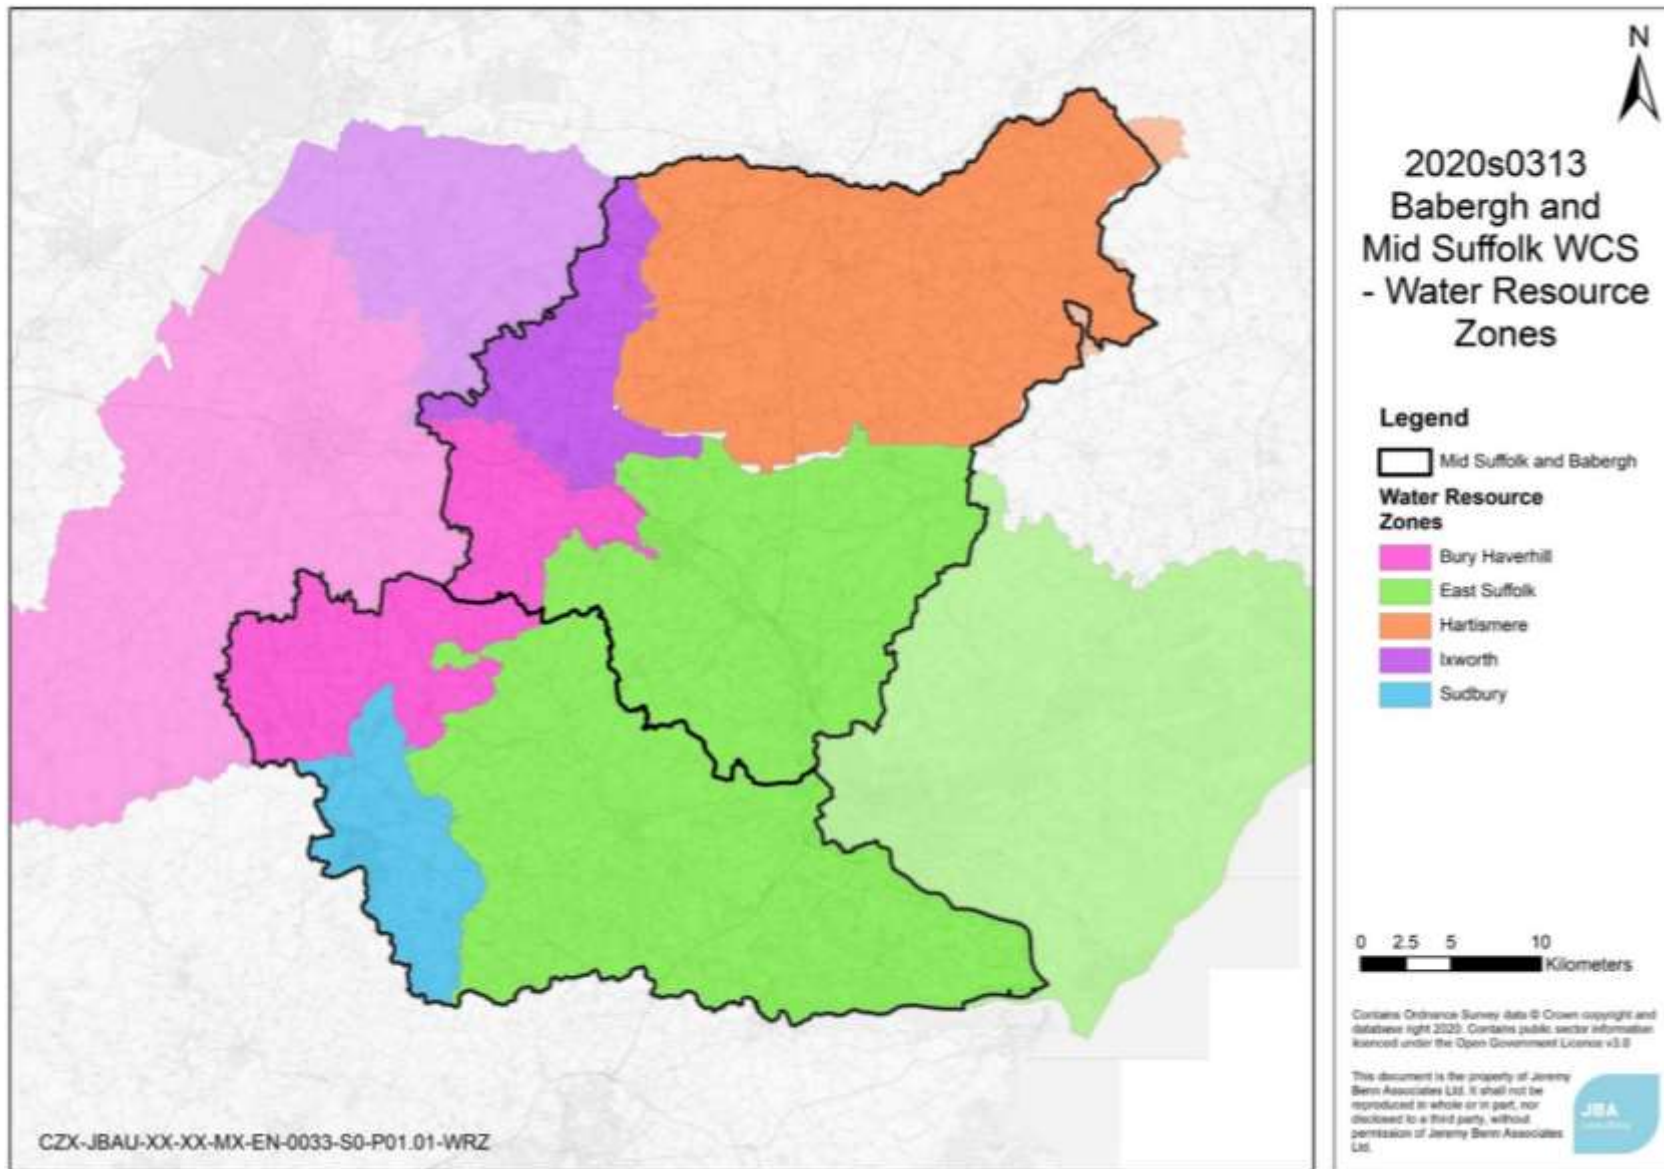 N
2020s0313
Babergh and
Mid Suffolk WCS
- Water Resource
Zones
Legend
Mid Suffolk and Babergh
Water Resource
Zones
Bury Haverhill
East Suffolk
Hartismere
Ixworth
Sudbury
0 2.5 5 10
Kilometers
Contains Ordnance Survey data © Crown copyright and
database right 2020. Contains public sector information
licenced under the Open Government Licence v3.0
This document is the property of Jeremy
Benn Associates Ltd. It shall not be
reproduced in whole or in part, nor
disclosed to a third party, without
permission of Jeremy Benn Associates
Ltd.
JBA
CZX-JBAU-XX-XX-MX-EN-0033-S0-P01.01-WRZ